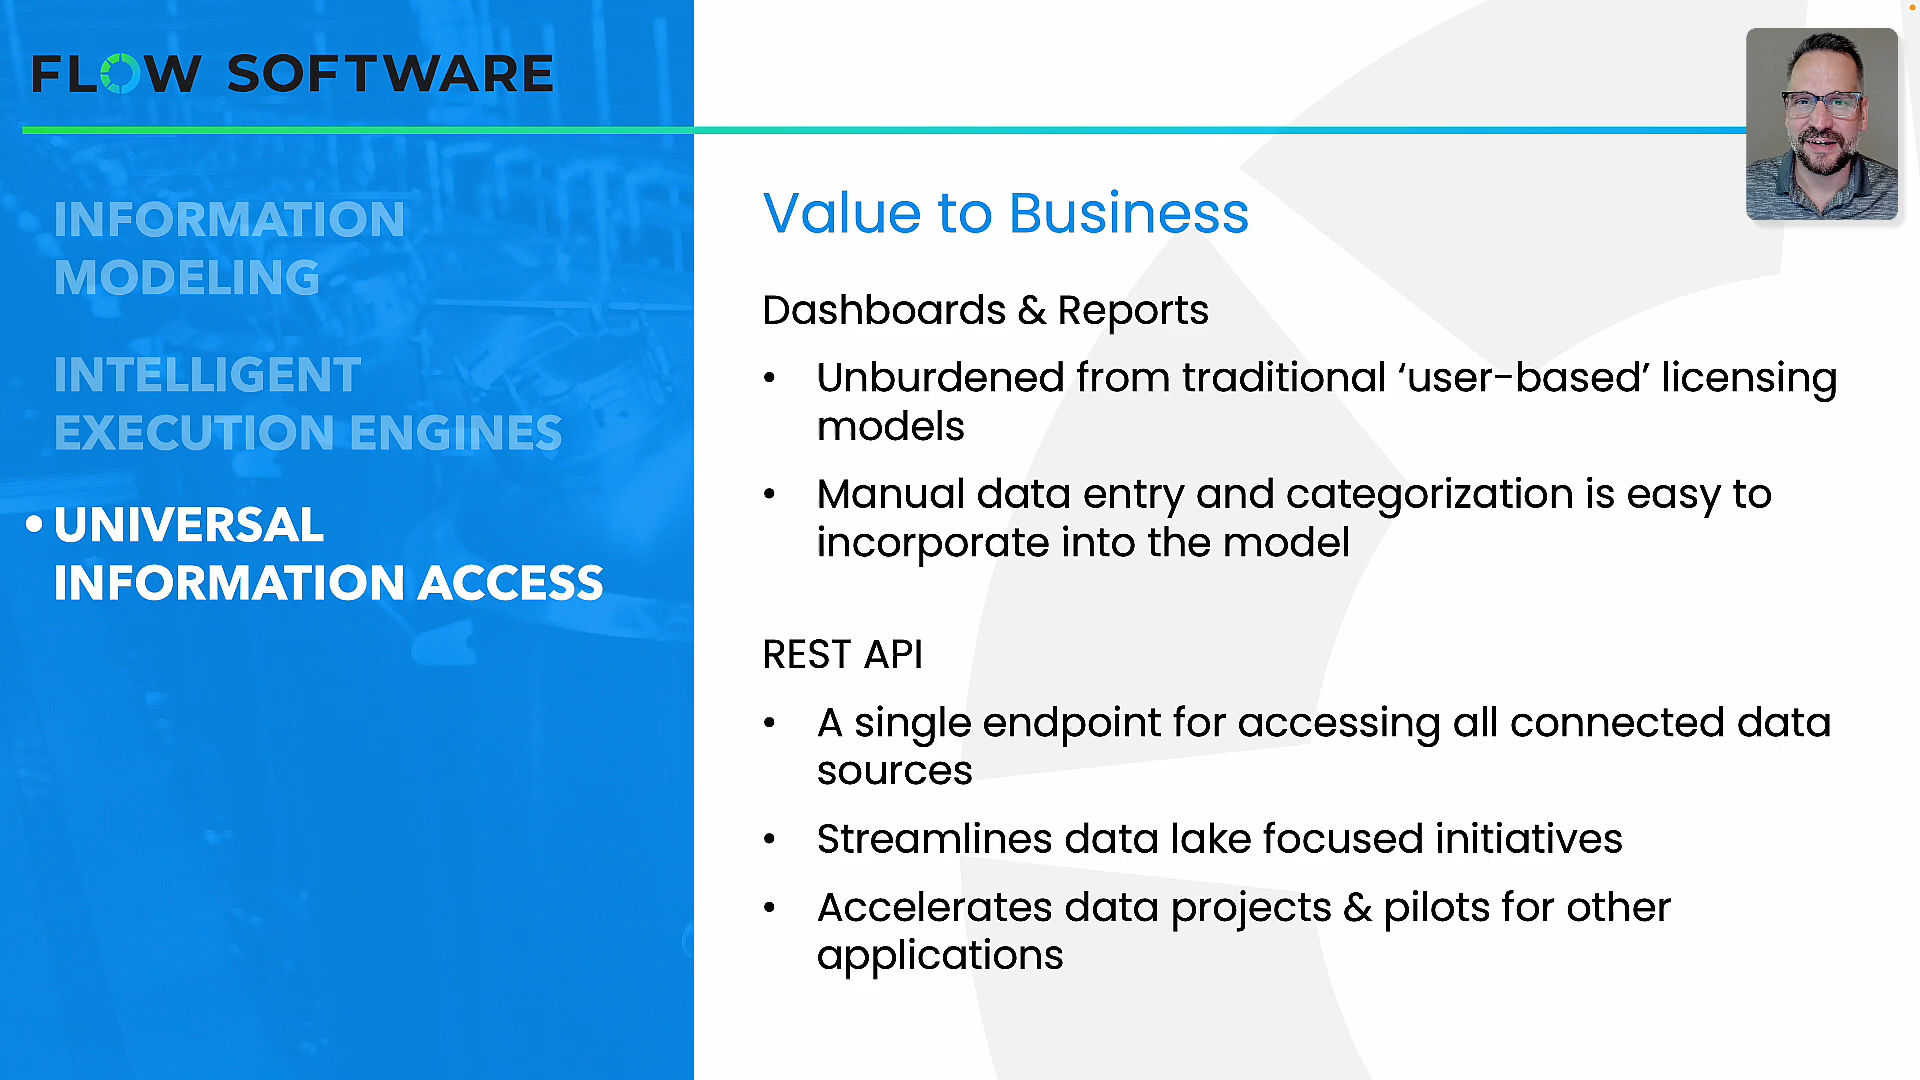 FLOW SOFTWARE
INFORMATION
MODELING
INTELLIGENT
EXECUTION ENGINES
• UNIVERSAL
INFORMATION ACCESS
Value to Business
Dashboards & Reports
• Unburdened from traditional ‘user-based’ licensing
models
• Manual data entry and categorization is easy to
incorporate into the model
REST API
• A single endpoint for accessing all connected data
sources
• Streamlines data lake focused initiatives
• Accelerates data projects & pilots for other
applications